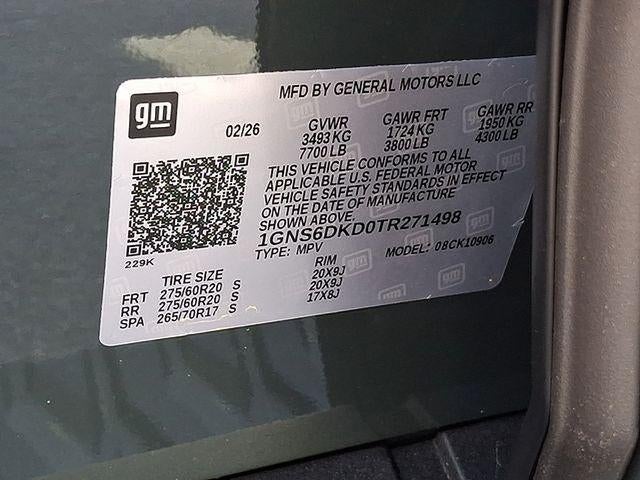 MFD BY GENERAL MOTORS LLC
gm
02/26
GVWR GAWR FRT GAWR RR
3493 KG 1724 KG 1950 KG
7700 LB 3800 LB 4300 LB
THIS VEHICLE CONFORMS TO ALL
APPLICABLE U.S. FEDERAL MOTOR
VEHICLE SAFETY STANDARDS IN EFFECT
ON THE DATE OF MANUFACTURE
SHOWN ABOVE.
1GNS6DKD0TR271498
TYPE: MPV MODEL: 08CK10906
229K
TIRE SIZE RIM
FRT 275/60R20 S 20X9J
RR 275/60R20 S 20X9J
SPA 265/70R17 S 17X8J